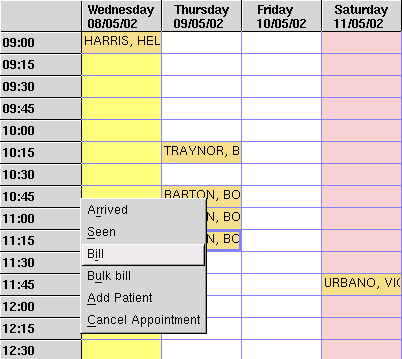 Wednesday Thursday Friday Saturday
08/05/02 09/05/02 10/05/02 11/05/02
09:00 HARRIS, HEL
09:15
09:30
09:45
10:00
10:15 TRAYNOR, B
10:30
10:45 BARTON, BO
11:00 N, BO
11:15 N, BO
11:30
11:45 URBANO, VIC
12:00
12:15
12:30
Arrived
Seen
Bill
Bulk bill
Add Patient
Cancel Appointment